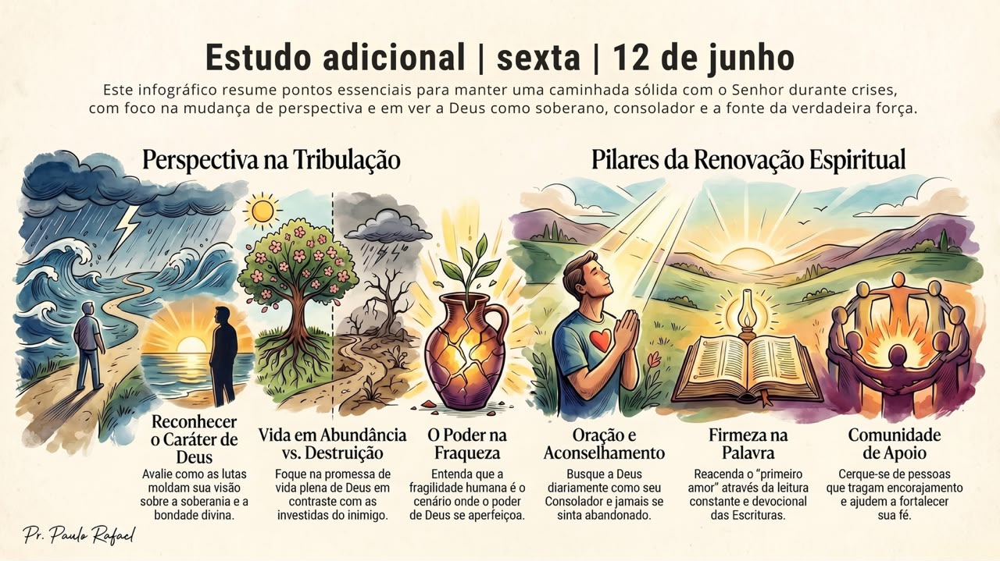 Estudo adicional | sexta | 12 de junho
Este infográfico resume pontos essenciais para manter uma caminhada sólida com o Senhor durante crises,
com foco na mudança de perspectiva e em ver a Deus como soberano, consolador e a fonte da verdadeira força.
Perspectiva na Tribulação
Reconhecer
o Caráter de
Deus
Avalie como as lutas
moldam sua visão
sobre a soberania e a
bondade divina.
Vida em Abundância
vs. Destruição
Foque na promessa de
vida plena de Deus em
contraste com as
investidas do inimigo.
O Poder na
Fraqueza
Entenda que a
fragilidade humana é o
cenário onde o poder
de Deus se aperfeiçoa.
Pilares da Renovação Espiritual
Oração e
Aconselhamento
Busque a Deus
diariamente como seu
Consolador e jamais se
sinta abandonado.
Firmeza na
Palavra
Reacenda o “primeiro
amor” através da leitura
constante e devocional
das Escrituras.
Comunidade
de Apoio
Cerque-se de pessoas
que tragam encorajamento
e ajudem a fortalecer
sua fé.
Pr. Paulo Rafael